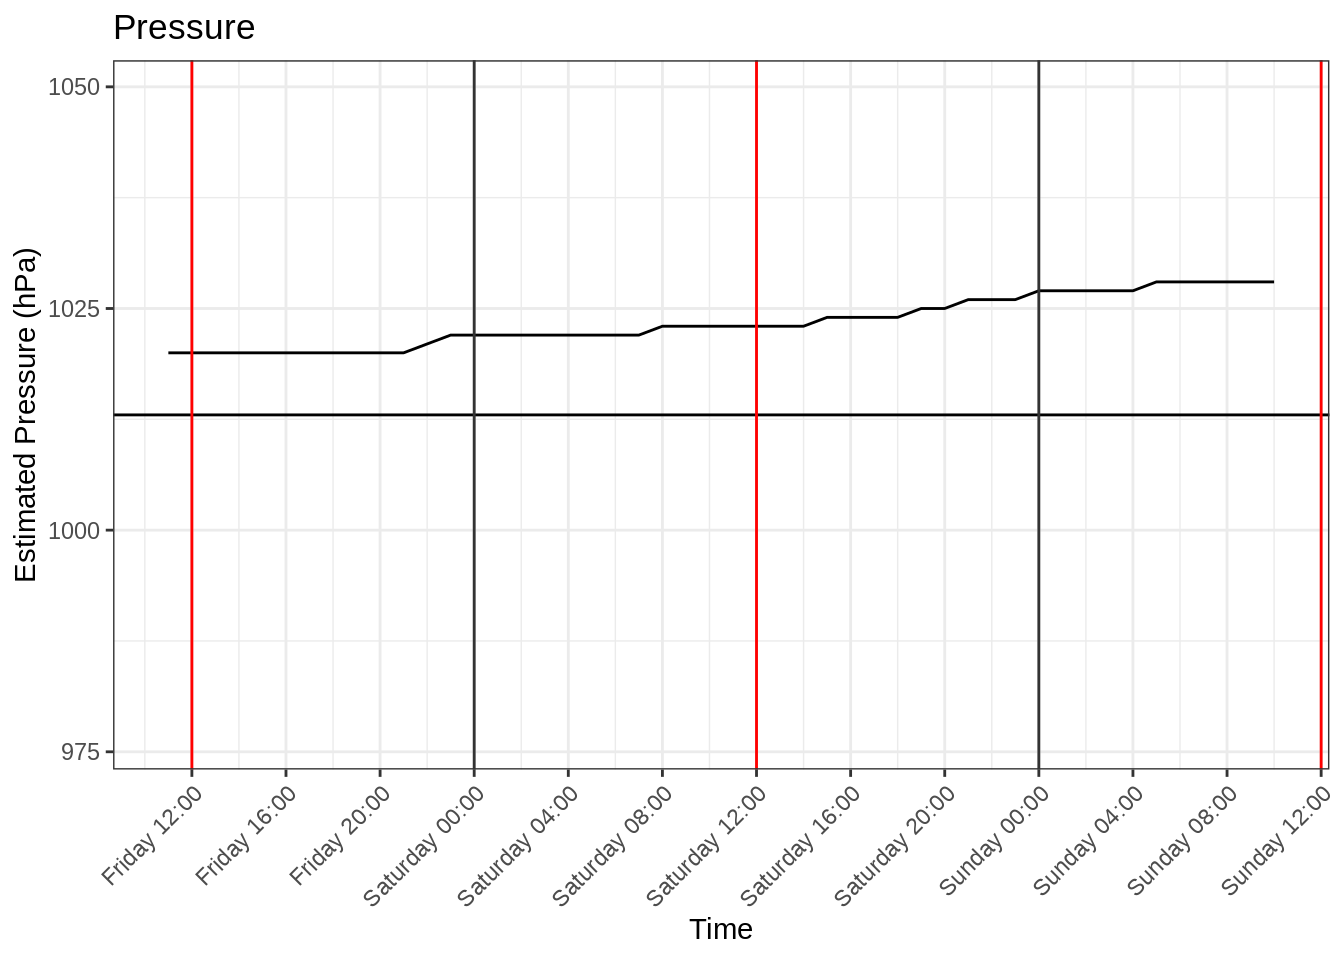 Pressure
Estimated Pressure (hPa)
1050
1025
1000
975
Friday 12:00
Friday 16:00
Friday 20:00
Saturday 00:00
Saturday 04:00
Saturday 08:00
Saturday 12:00
Saturday 16:00
Saturday 20:00
Sunday 00:00
Sunday 04:00
Sunday 08:00
Sunday 12:00
Time